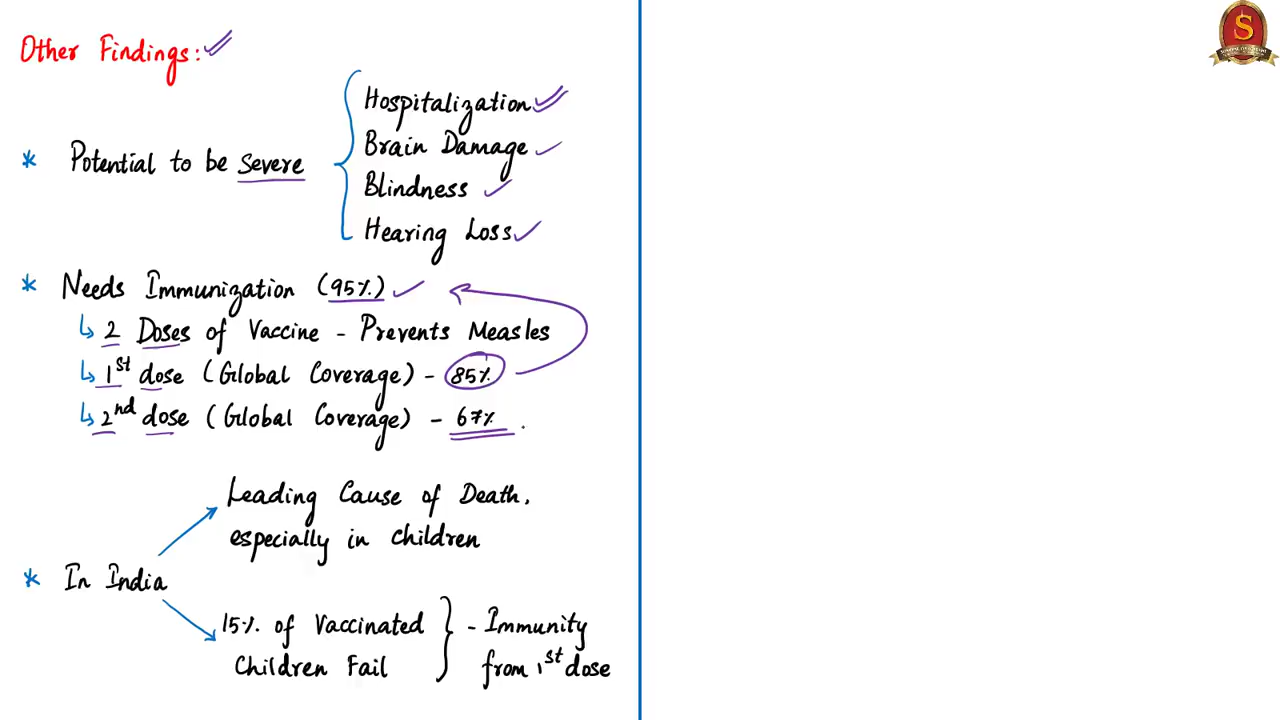 Other Findings:
* Potential to be Severe
Hospitalization
Brain Damage
Blindness
Hearing Loss
* Needs Immunization (95%)
↳ 2 Doses of Vaccine - Prevents Measles
↳ 1st dose (Global Coverage) - 85%
↳ 2nd dose (Global Coverage) - 67%
Leading Cause of Death,
especially in children
* In India
15% of Vaccinated
Children Fail
- Immunity
from 1st dose
S